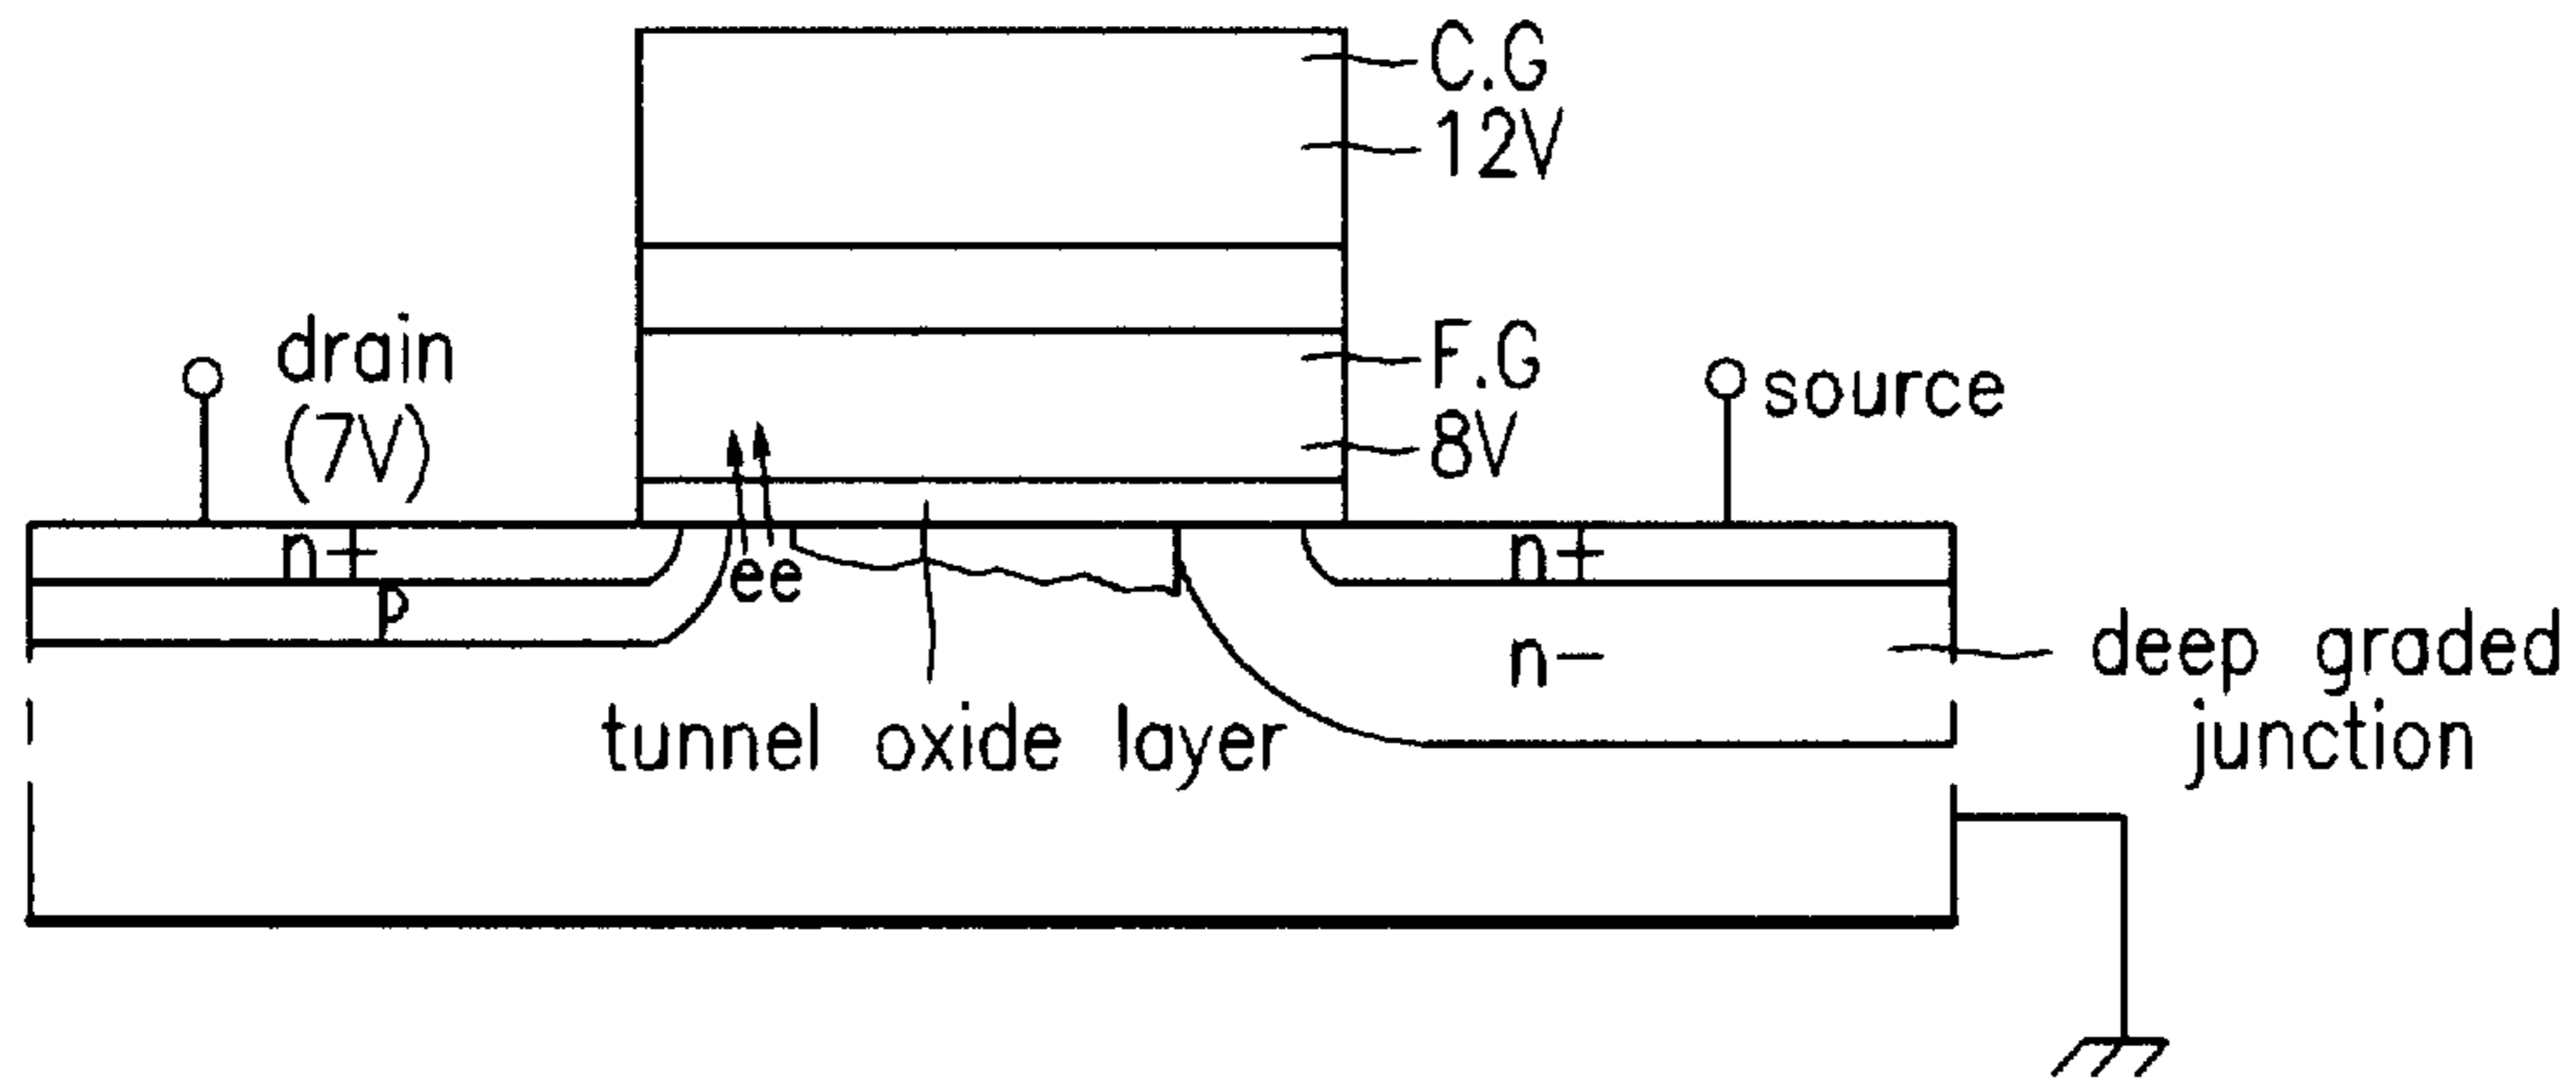 C.G
12V
drain
(7V)
F.G
8V
source
n+
ee
n+
p
n-
deep graded
junction
tunnel oxide layer